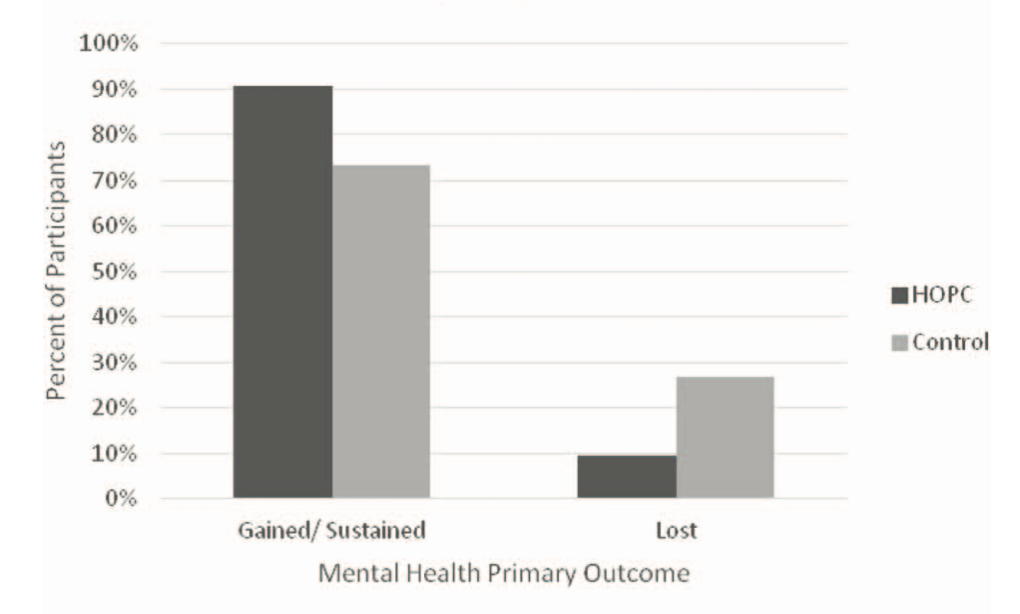 100%
90%
80%
70%
60%
50%
40%
30%
20%
10%
0%
Percent of Participants
Gained/ Sustained
Lost
Mental Health Primary Outcome
HOPC
Control